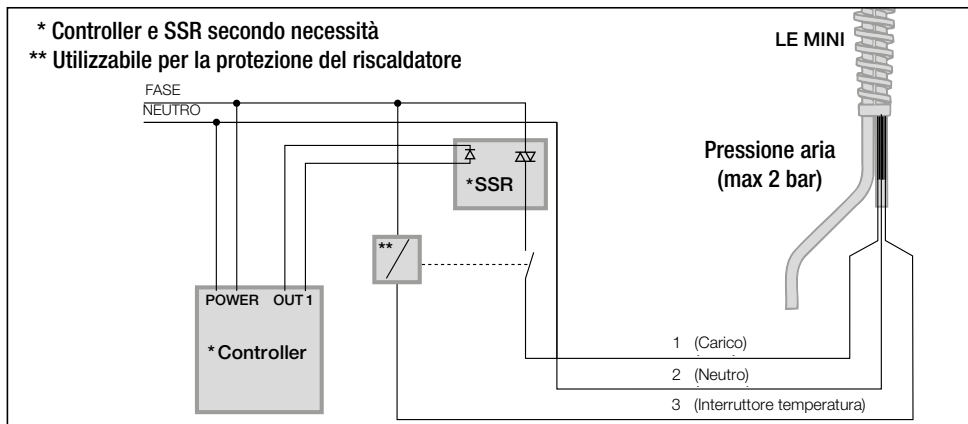 * Controller e SSR secondo necessità
** Utilizzabile per la protezione del riscaldatore
LE MINI
FASE
NEUTRO
Pressione aria
(max 2 bar)
*SSR
**
POWER OUT 1
*Controller
1 (Carico)
2 (Neutro)
3 (Interruttore temperatura)